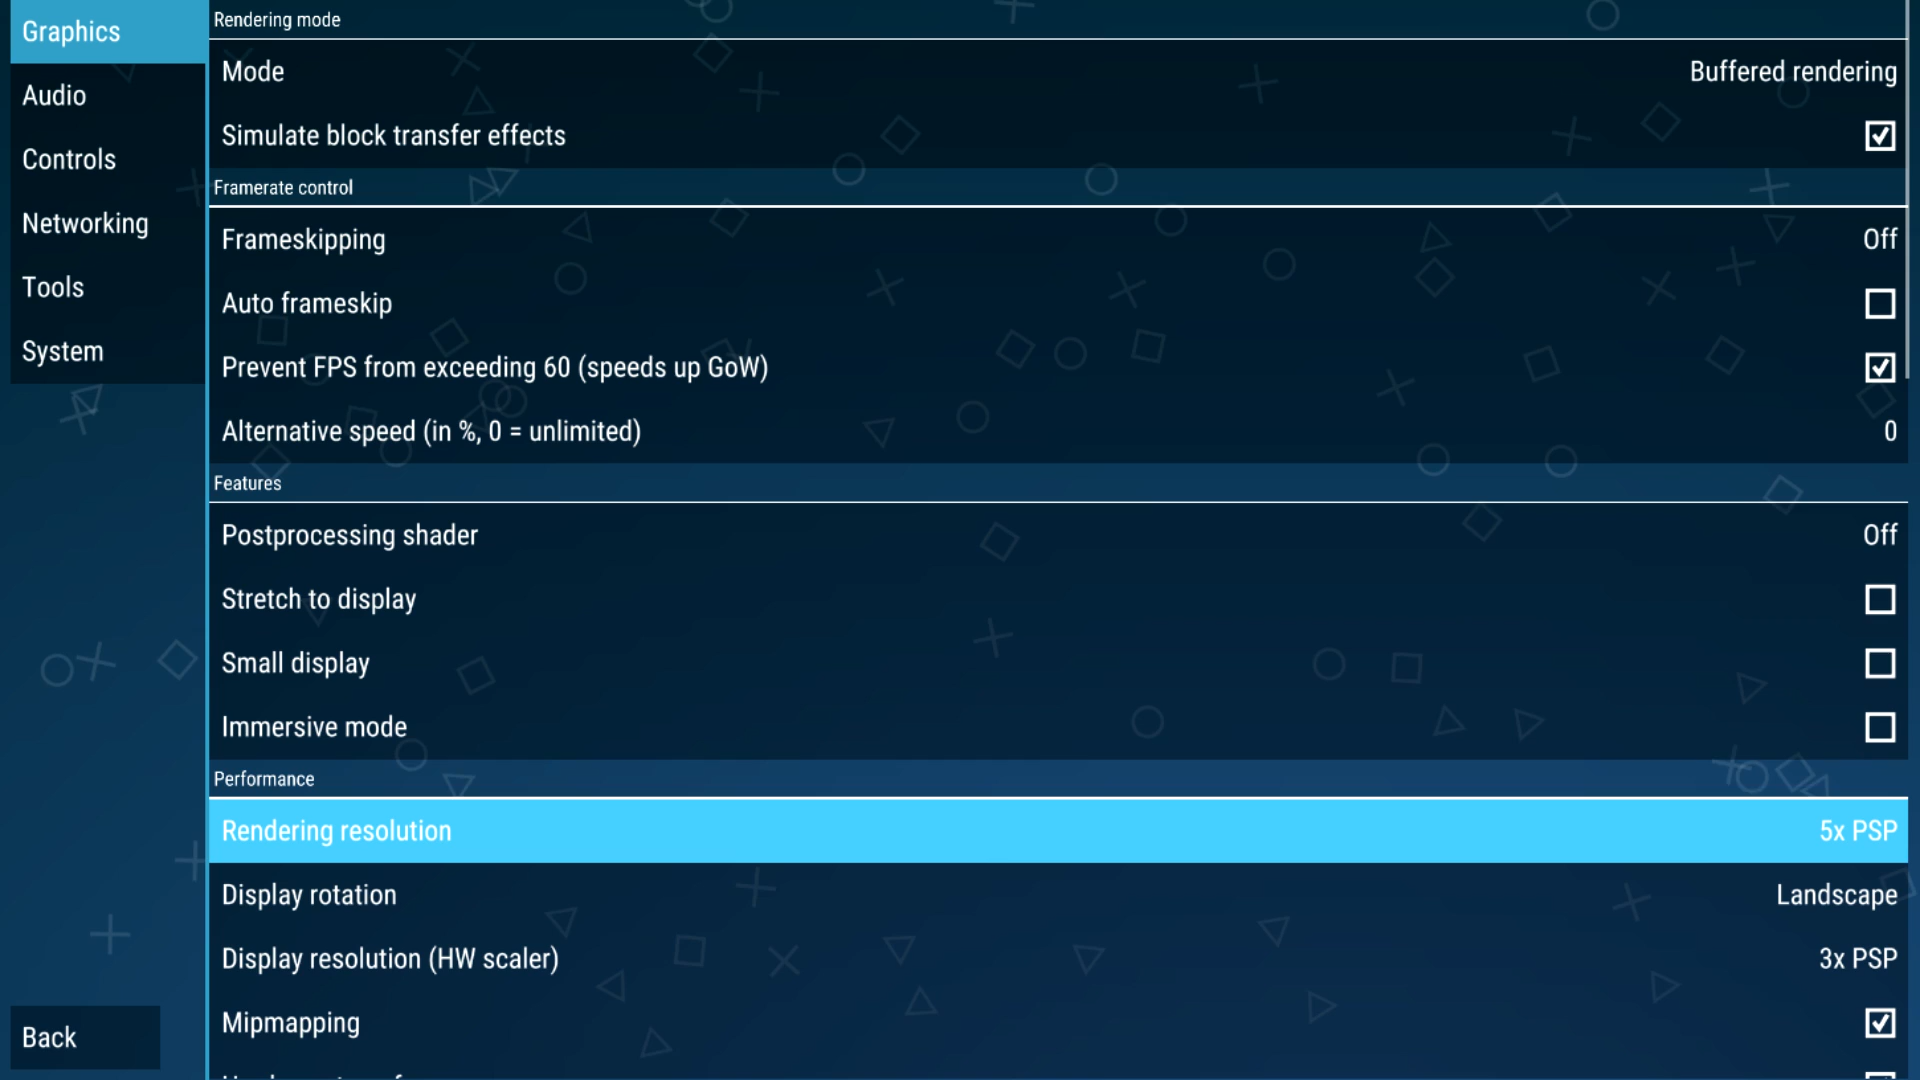 Graphics
Audio
Controls
Networking
Tools
System
Back
Rendering mode
Mode Buffered rendering
Simulate block transfer effects
Framerate control
Frameskipping Off
Auto frameskip
Prevent FPS from exceeding 60 (speeds up GoW)
Alternative speed (in %, 0 = unlimited) 0
Features
Postprocessing shader Off
Stretch to display
Small display
Immersive mode
Performance
Rendering resolution 5x PSP
Display rotation Landscape
Display resolution (HW scaler) 3x PSP
Mipmapping